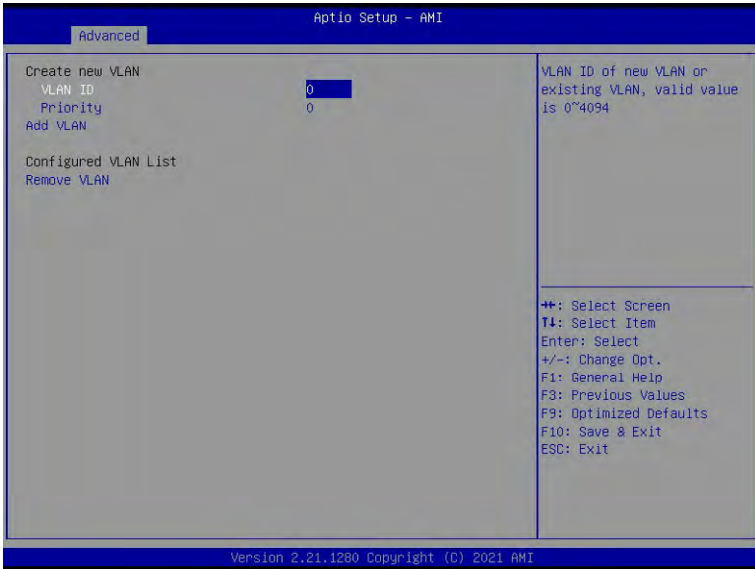 Aptio Setup – AMI
Advanced
Create new VLAN
VLAN ID 0
Priority 0
Add VLAN
Configured VLAN List
Remove VLAN
VLAN ID of new VLAN or
existing VLAN, valid value
is 0~4094
→←: Select Screen
↑↓: Select Item
Enter: Select
+/-: Change Opt.
F1: General Help
F3: Previous Values
F9: Optimized Defaults
F10: Save & Exit
ESC: Exit
Version 2.21.1280 Copyright (C) 2021 AMI